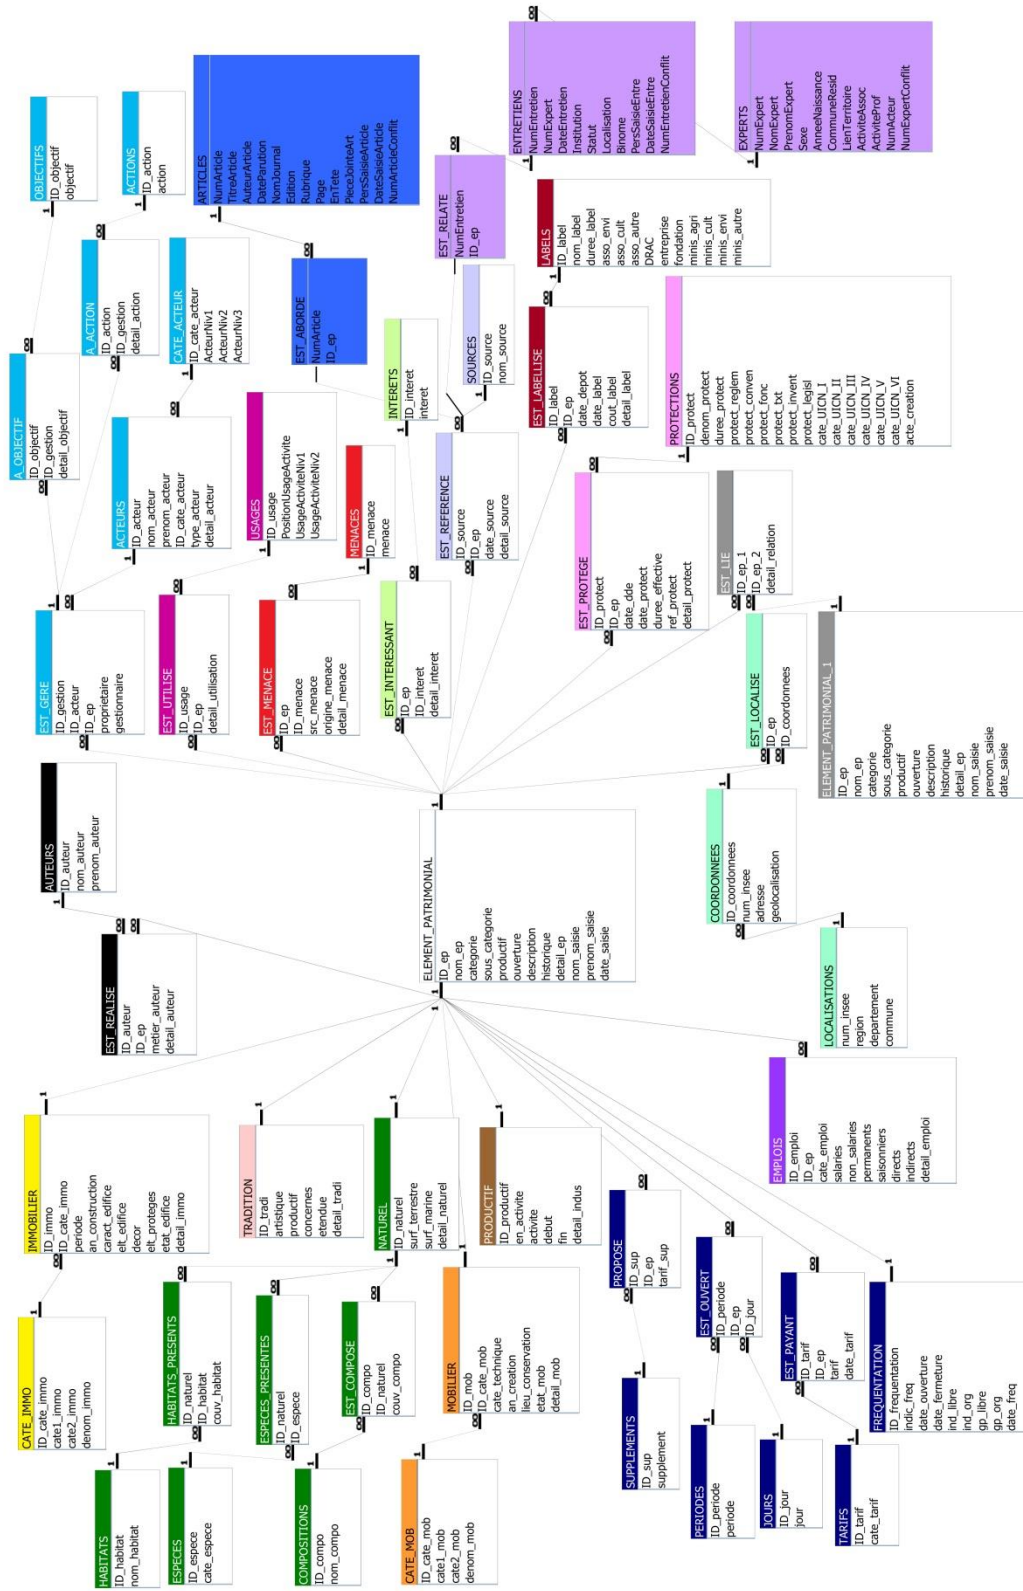 CATE_IMMO
ID_cate_immo
cate1_immo
cate2_immo
denom_immo
IMMOBILIER
ID_immo
ID_cate_immo
periode
an_construction
caract_edifice
elt_edifice
decor
elt_proteges
etat_edifice
detail_immo
AUTEURS
ID_auteur
nom_auteur
prenom_auteur
A_OBJECTIF
ID_objectif
ID_gestion
detail_objectif
OBJECTIFS
ID_objectif
objectif
HABITATS
ID_habitat
nom_habitat
HABITATS_PRESENTS
ID_naturel
ID_habitat
couv_habitat
EST_REALISE
ID_auteur
ID_ep
metier_auteur
detail_auteur
EST_GERE
ID_gestion
ID_acteur
ID_ep
proprietaire
gestionnaire
ACTEURS
ID_acteur
nom_acteur
prenom_acteur
ID_cate_acteur
type_acteur
detail_acteur
A_ACTION
ID_action
ID_gestion
detail_action
ACTIONS
ID_action
action
ESPECES
ID_espece
cate_espece
ESPECES_PRESENTES
ID_naturel
ID_espece
TRADITION
ID_tradi
artistique
productif
concernes
etendue
detail_tradi
EST_UTILISE
ID_usage
ID_ep
detail_utilisation
USAGES
ID_usage
PositionUsageActivite
UsageActiviteNiv1
UsageActiviteNiv2
CATE_ACTEUR
ID_cate_acteur
ActeurNiv1
ActeurNiv2
ActeurNiv3
ARTICLES
NumArticle
TitreArticle
AuteurArticle
DateParution
NomJournal
Edition
Rubrique
Page
EnTete
PieceJointeArt
PersSaisieArticle
DateSaisieArticle
NumArticleConflit
COMPOSITIONS
ID_compo
nom_compo
EST_COMPOSE
ID_compo
ID_naturel
couv_compo
NATUREL
ID_naturel
surf_terrestre
surf_marine
detail_naturel
EST_MENACE
ID_ep
ID_menace
src_menace
origine_menace
detail_menace
MENACES
ID_menace
menace
EST_ABORDE
NumArticle
ID_ep
CATE_MOB
ID_cate_mob
cate1_mob
cate2_mob
denom_mob
MOBILIER
ID_mob
ID_cate_mob
cate_technique
an_creation
lieu_conservation
etat_mob
detail_mob
PRODUCTIF
ID_productif
en_activite
activite
debut
fin
detail_indus
ELEMENT_PATRIMONIAL
ID_ep
nom_ep
categorie
sous_categorie
productif
ouverture
description
historique
detail_ep
nom_saisie
prenom_saisie
date_saisie
EST_INTERESSANT
ID_ep
ID_interet
detail_interet
INTERETS
ID_interet
interet
EST_REFERENCE
ID_source
ID_ep
date_source
detail_source
SOURCES
ID_source
nom_source
EST_RELATE
NumEntretien
ID_ep
ENTRETIENS
NumEntretien
NumExpert
DateEntretien
Institution
Statut
Localisation
Binome
PersSaisieEntre
DateSaisieEntre
NumEntretienConflit
SUPPLEMENTS
ID_sup
supplement
PROPOSE
ID_sup
ID_ep
tarif_sup
EST_LABELLISE
ID_label
ID_ep
date_depot
date_label
cout_label
detail_label
LABELS
ID_label
nom_label
duree_label
asso_envi
asso_cult
asso_autre
DRAC
entreprise
fondation
minis_agri
minis_cult
minis_envi
minis_autre
PERIODES
ID_periode
periode
EST_OUVERT
ID_periode
ID_ep
ID_jour
EST_PROTEGE
ID_protect
ID_ep
date_dde
date_protect
duree_effective
ref_protect
detail_protect
PROTECTIONS
ID_protect
denom_protect
duree_protect
protect_reglem
protect_conven
protect_fonc
protect_txt
protect_invent
protect_legisl
cate_UICN_I
cate_UICN_II
cate_UICN_III
cate_UICN_IV
cate_UICN_V
cate_UICN_VI
acte_creation
EXPERTS
NumExpert
NomExpert
PrenomExpert
Sexe
AnneeNaissance
CommuneResid
LienTerritoire
ActiviteAssoc
ActiviteProf
NumActeur
NumExpertConflit
JOURS
ID_jour
jour
EST_PAYANT
ID_tarif
ID_ep
tarif
date_tarif
EMPLOIS
ID_emploi
ID_ep
cate_emploi
salaries
non_salaries
permanents
saisonniers
directs
indirects
detail_emploi
COORDONNEES
ID_coordonnees
num_insee
adresse
geolocalisation
EST_LOCALISE
ID_ep
ID_coordonnees
EST_LIE
ID_ep_1
ID_ep_2
detail_relation
TARIFS
ID_tarif
cate_tarif
FREQUENTATION
ID_frequentation
indic_freq
date_ouverture
date_fermeture
ind_libre
ind_org
gp_libre
gp_org
date_freq
LOCALISATIONS
num_insee
region
departement
commune
ELEMENT_PATRIMONIAL_1
ID_ep
nom_ep
categorie
sous_categorie
productif
ouverture
description
historique
detail_ep
nom_saisie
prenom_saisie
date_saisie